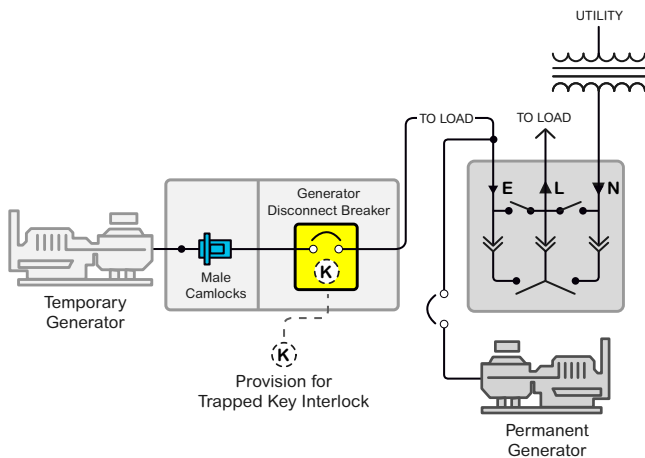 UTILITY
TO LOAD
TO LOAD
E
L
N
Generator
Disconnect Breaker
K
Male
Camlocks
Temporary
Generator
K
Provision for
Trapped Key Interlock
Permanent
Generator